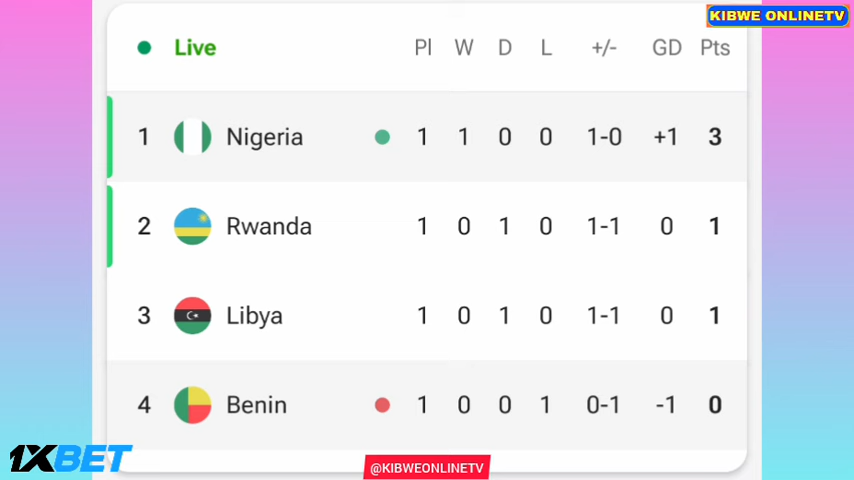 KIBWE ONLINETV
Live Pl W D L +/- GD Pts
1 Nigeria 1 1 0 0 1-0 +1 3
2 Rwanda 1 0 1 0 1-1 0 1
3 Libya 1 0 1 0 1-1 0 1
4 Benin 1 0 0 1 0-1 -1 0
1XBET
@KIBWEONLINETV